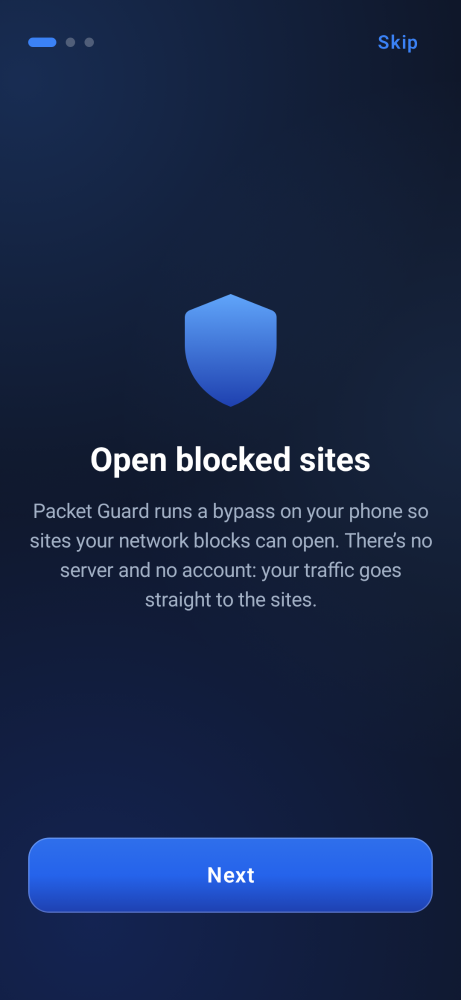 Skip
Open blocked sites
Packet Guard runs a bypass on your phone so
sites your network blocks can open. There’s no
server and no account: your traffic goes
straight to the sites.
Next